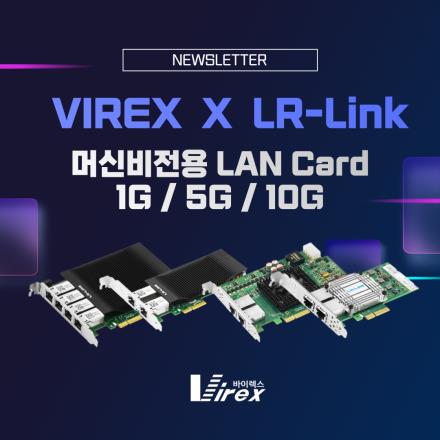 NEWSLETTER
VIREX X LR-Link
머신비전용 LAN Card
1G / 5G / 10G
바이렉스
Virex